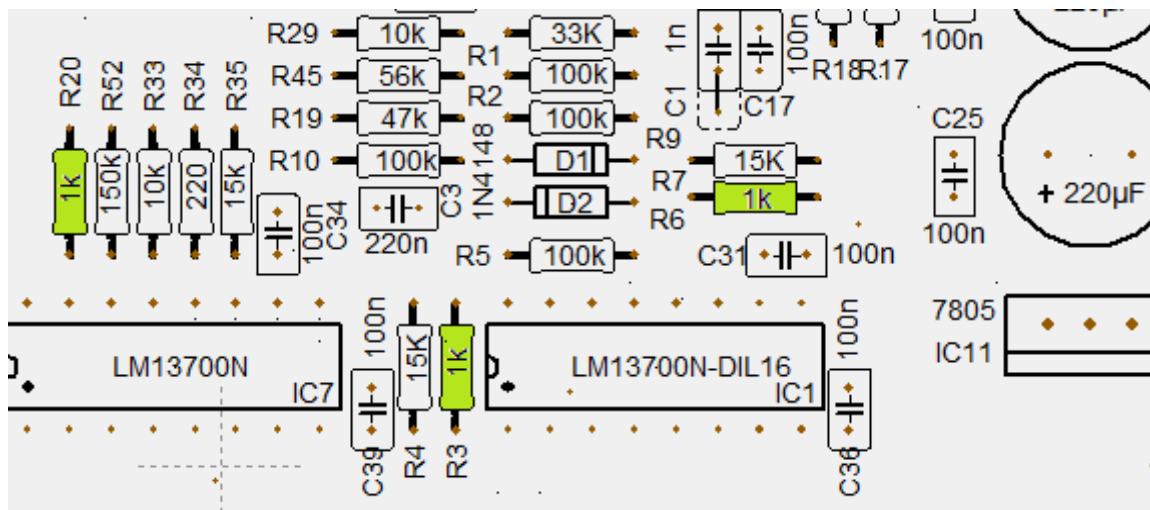 220µF
R29 10k 33K 1n 100n 100n
R1 R18 R17
R45 56k 100k
R20 R52 R33 R34 R35
R2 C1 C17
R19 47k 100k C25
R9
R10 100k 1N4148 D1 15K
1k 150k 10k 220 15k
R7
C3 D2 1k + 220µF
R6
C34 100n 220n 100n
R5 100k C31 100n
7805
100n 100n
IC11
LM13700N 15K 1k LM13700N-DIL16
IC7 IC1
C39 R4 R3 C36